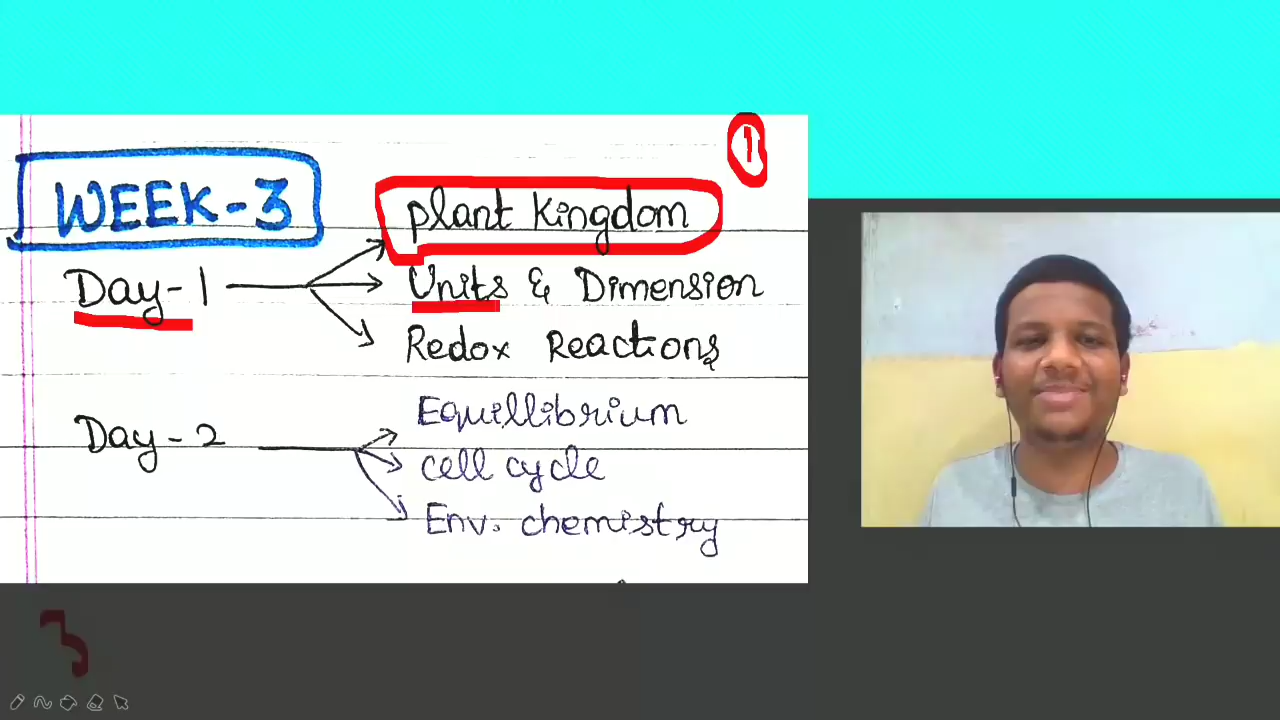 1
WEEK-3
Plant Kingdom
Day-1
Units & Dimension
Redox Reactions
Equillibrium
Day-2
cell cycle
Env. chemistry